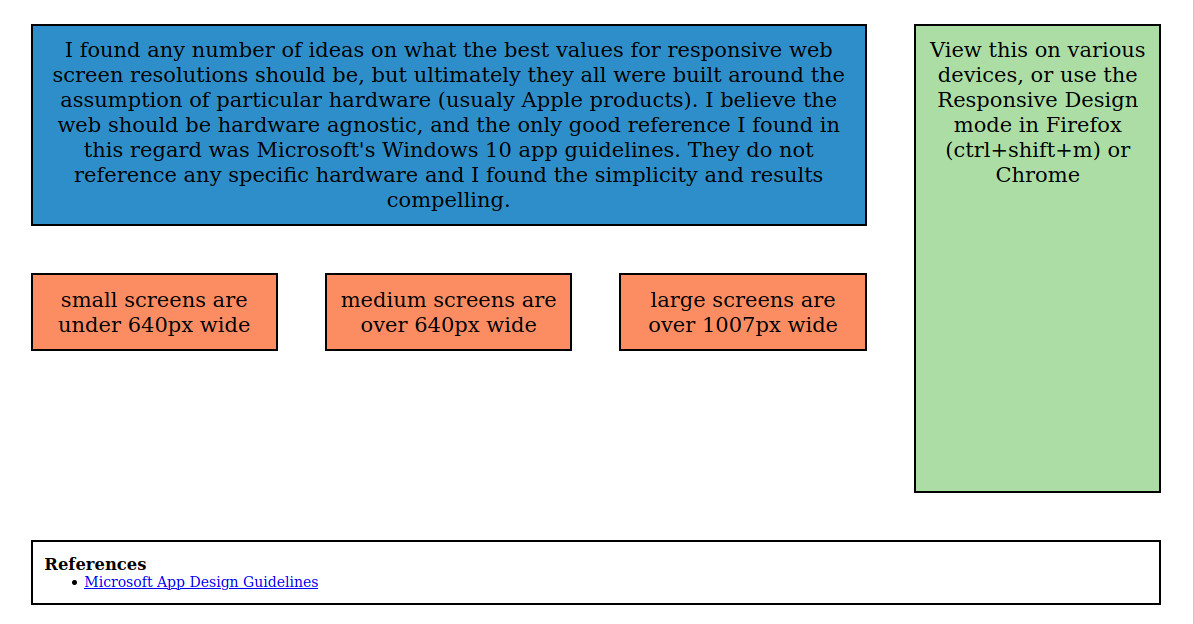 I found any number of ideas on what the best values for responsive web
screen resolutions should be, but ultimately they all were built around the
assumption of particular hardware (usualy Apple products). I believe the
web should be hardware agnostic, and the only good reference I found in
this regard was Microsoft's Windows 10 app guidelines. They do not
reference any specific hardware and I found the simplicity and results
compelling.
View this on various
devices, or use the
Responsive Design
mode in Firefox
(ctrl+shift+m) or
Chrome
small screens are
under 640px wide
medium screens are
over 640px wide
large screens are
over 1007px wide
References
• Microsoft App Design Guidelines